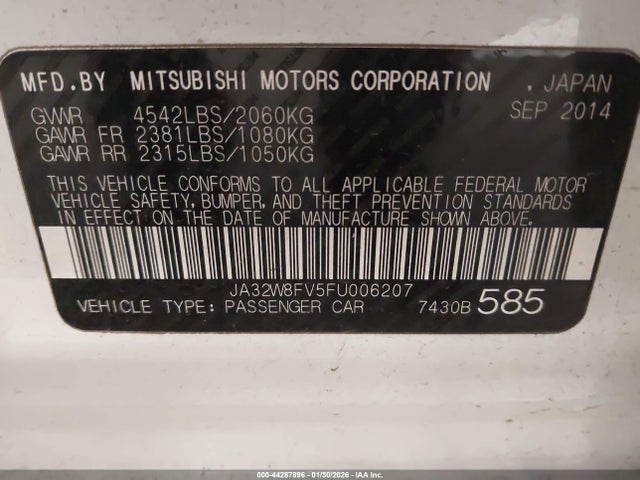 MFD.BY MITSUBISHI MOTORS CORPORATION , JAPAN
SEP 2014
GVWR 4542LBS/2060KG
GAWR FR 2381LBS/1080KG
GAWR RR 2315LBS/1050KG
THIS VEHICLE CONFORMS TO ALL APPLICABLE FEDERAL MOTOR
VEHICLE SAFETY, BUMPER, AND THEFT PREVENTION STANDARDS
IN EFFECT ON THE DATE OF MANUFACTURE SHOWN ABOVE.
JA32W8FV5FU006207
VEHICLE TYPE: PASSENGER CAR 7430B 585
000-44287896 - 01/30/2026 - IAA Inc.